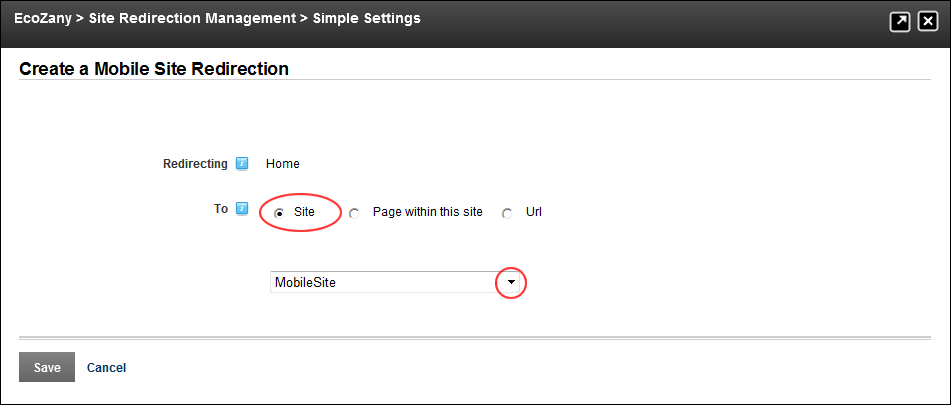 EcoZany > Site Redirection Management > Simple Settings
Create a Mobile Site Redirection
Redirecting ? Home
To ? Site Page within this site Url
MobileSite
Save Cancel